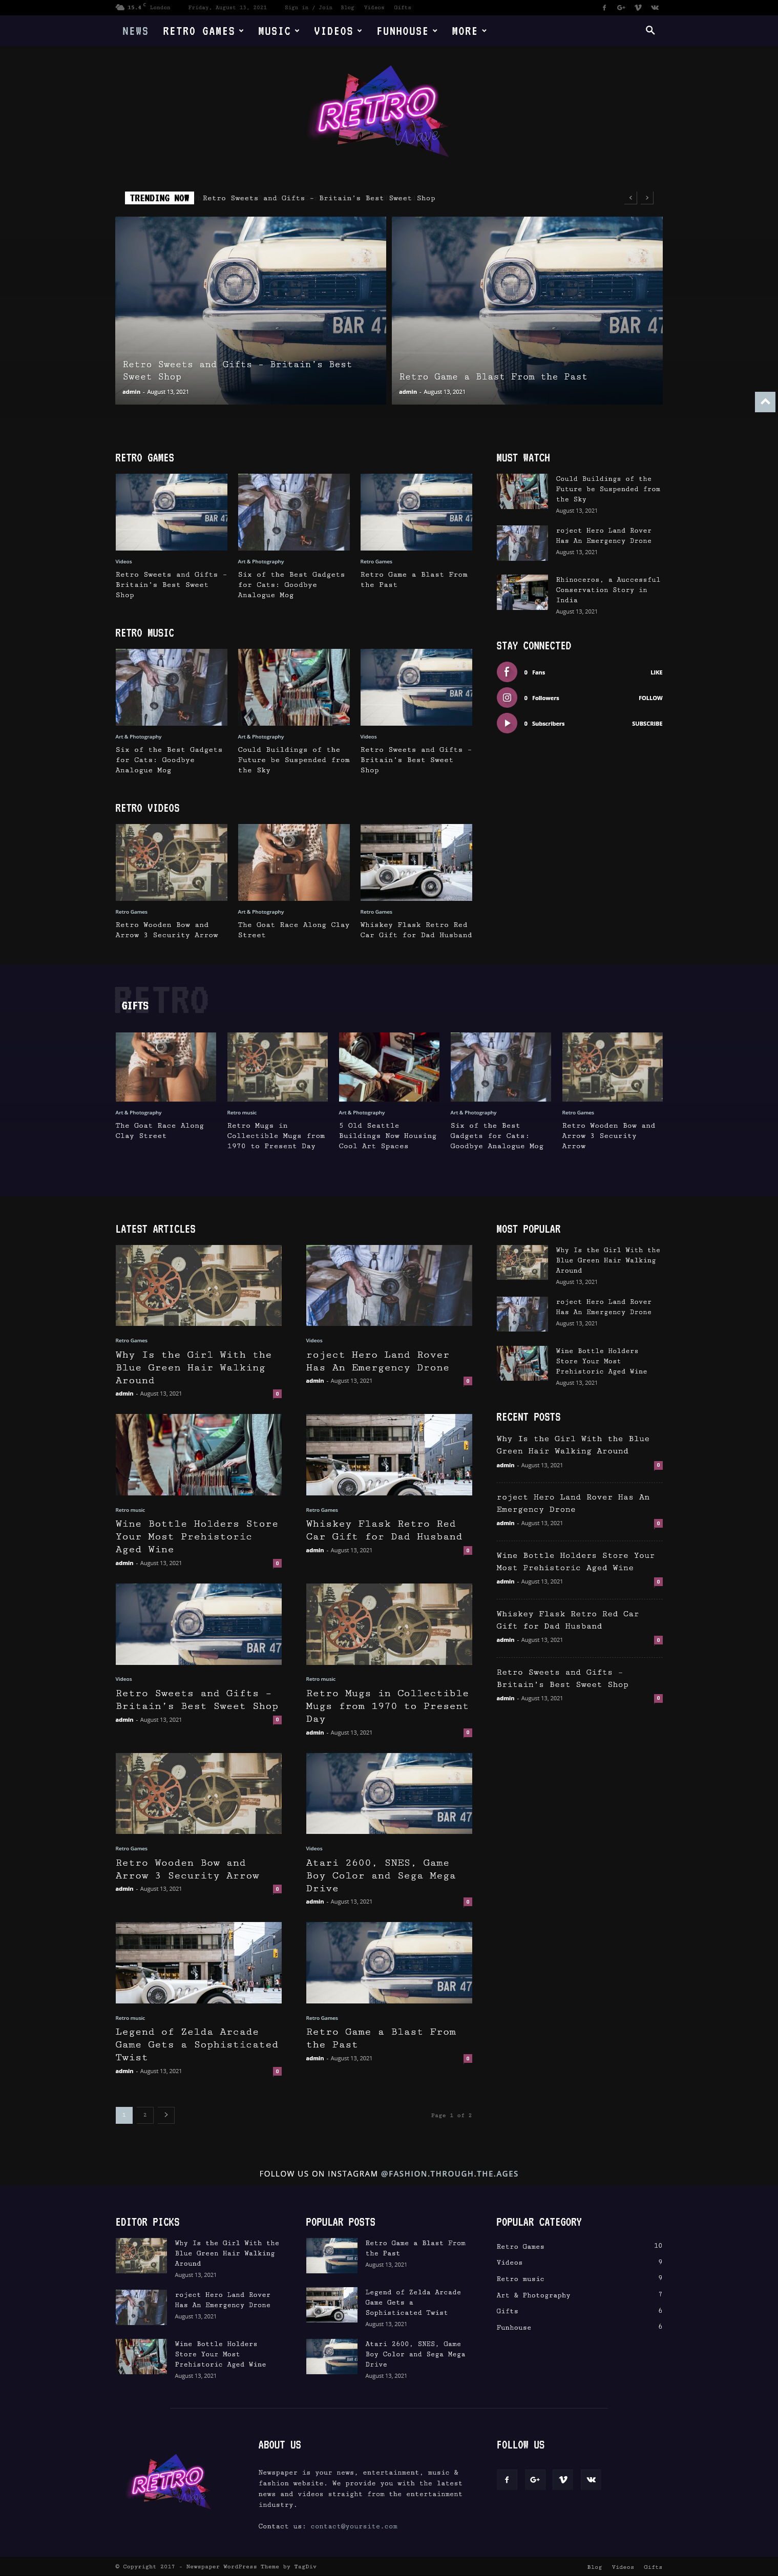 15.6 C London Friday, August 13, 2021 Sign in / Join Blog Videos Gifts
NEWS RETRO GAMES MUSIC VIDEOS FUNHOUSE MORE
RETRO
Wave
TRENDING NOW Retro Sweets and Gifts – Britain's Best Sweet Shop
BAR 47
Retro Sweets and Gifts – Britain's Best
Sweet Shop
admin - August 13, 2021
BAR 47
Retro Game a Blast From the Past
admin - August 13, 2021
RETRO GAMES
Videos
Retro Sweets and Gifts –
Britain's Best Sweet
Shop
Art & Photography
Six of the Best Gadgets
for Cats: Goodbye
Analogue Mog
Retro Games
Retro Game a Blast From
the Past
RETRO MUSIC
Art & Photography
Six of the Best Gadgets
for Cats: Goodbye
Analogue Mog
Art & Photography
Could Buildings of the
Future be Suspended from
the Sky
Videos
Retro Sweets and Gifts –
Britain's Best Sweet
Shop
RETRO VIDEOS
Retro Games
Retro Wooden Bow and
Arrow 3 Security Arrow
Art & Photography
The Goat Race Along Clay
Street
Retro Games
Whiskey Flask Retro Red
Car Gift for Dad Husband
MUST WATCH
Could Buildings of the
Future be Suspended from
the Sky
August 13, 2021
roject Hero Land Rover
Has An Emergency Drone
August 13, 2021
Rhinoceros, a Auccessful
Conservation Story in
India
August 13, 2021
STAY CONNECTED
0 Fans LIKE
0 Followers FOLLOW
0 Subscribers SUBSCRIBE
RETRO
GIFTS
Art & Photography
The Goat Race Along
Clay Street
Retro music
Retro Mugs in
Collectible Mugs from
1970 to Present Day
Art & Photography
5 Old Seattle
Buildings Now Housing
Cool Art Spaces
Art & Photography
Six of the Best
Gadgets for Cats:
Goodbye Analogue Mog
Retro Games
Retro Wooden Bow and
Arrow 3 Security
Arrow
LATEST ARTICLES
Retro Games
Why Is the Girl With the
Blue Green Hair Walking
Around
admin - August 13, 2021 0
Videos
roject Hero Land Rover
Has An Emergency Drone
admin - August 13, 2021 0
Retro music
Wine Bottle Holders Store
Your Most Prehistoric
Aged Wine
admin - August 13, 2021 0
Retro Games
Whiskey Flask Retro Red
Car Gift for Dad Husband
admin - August 13, 2021 0
Videos
Retro Sweets and Gifts –
Britain's Best Sweet Shop
admin - August 13, 2021 0
Retro music
Retro Mugs in Collectible
Mugs from 1970 to Present
Day
admin - August 13, 2021 0
Retro Games
Retro Wooden Bow and
Arrow 3 Security Arrow
admin - August 13, 2021 0
Videos
Atari 2600, SNES, Game
Boy Color and Sega Mega
Drive
admin - August 13, 2021 0
Retro music
Legend of Zelda Arcade
Game Gets a Sophisticated
Twist
admin - August 13, 2021 0
Retro Games
Retro Game a Blast From
the Past
admin - August 13, 2021 0
2 Page 1 of 2
MOST POPULAR
Why Is the Girl With the
Blue Green Hair Walking
Around
August 13, 2021
roject Hero Land Rover
Has An Emergency Drone
August 13, 2021
Wine Bottle Holders
Store Your Most
Prehistoric Aged Wine
August 13, 2021
RECENT POSTS
Why Is the Girl With the Blue
Green Hair Walking Around
admin - August 13, 2021 0
roject Hero Land Rover Has An
Emergency Drone
admin - August 13, 2021 0
Wine Bottle Holders Store Your
Most Prehistoric Aged Wine
admin - August 13, 2021 0
Whiskey Flask Retro Red Car
Gift for Dad Husband
admin - August 13, 2021 0
Retro Sweets and Gifts –
Britain's Best Sweet Shop
admin - August 13, 2021 0
FOLLOW US ON INSTAGRAM @FASHION.THROUGH.THE.AGES
EDITOR PICKS
Why Is the Girl With the
Blue Green Hair Walking
Around
August 13, 2021
roject Hero Land Rover
Has An Emergency Drone
August 13, 2021
Wine Bottle Holders
Store Your Most
Prehistoric Aged Wine
August 13, 2021
POPULAR POSTS
Retro Game a Blast From
the Past
August 13, 2021
Legend of Zelda Arcade
Game Gets a
Sophisticated Twist
August 13, 2021
Atari 2600, SNES, Game
Boy Color and Sega Mega
Drive
August 13, 2021
POPULAR CATEGORY
Retro Games 10
Videos 9
Retro music 9
Art & Photography 7
Gifts 6
Funhouse 6
RETRO
ABOUT US
Newspaper is your news, entertainment, music &
fashion website. We provide you with the latest
news and videos straight from the entertainment
industry.
Contact us: contact@yoursite.com
FOLLOW US
© Copyright 2017 - Newspaper WordPress Theme by TagDiv
Blog Videos Gifts